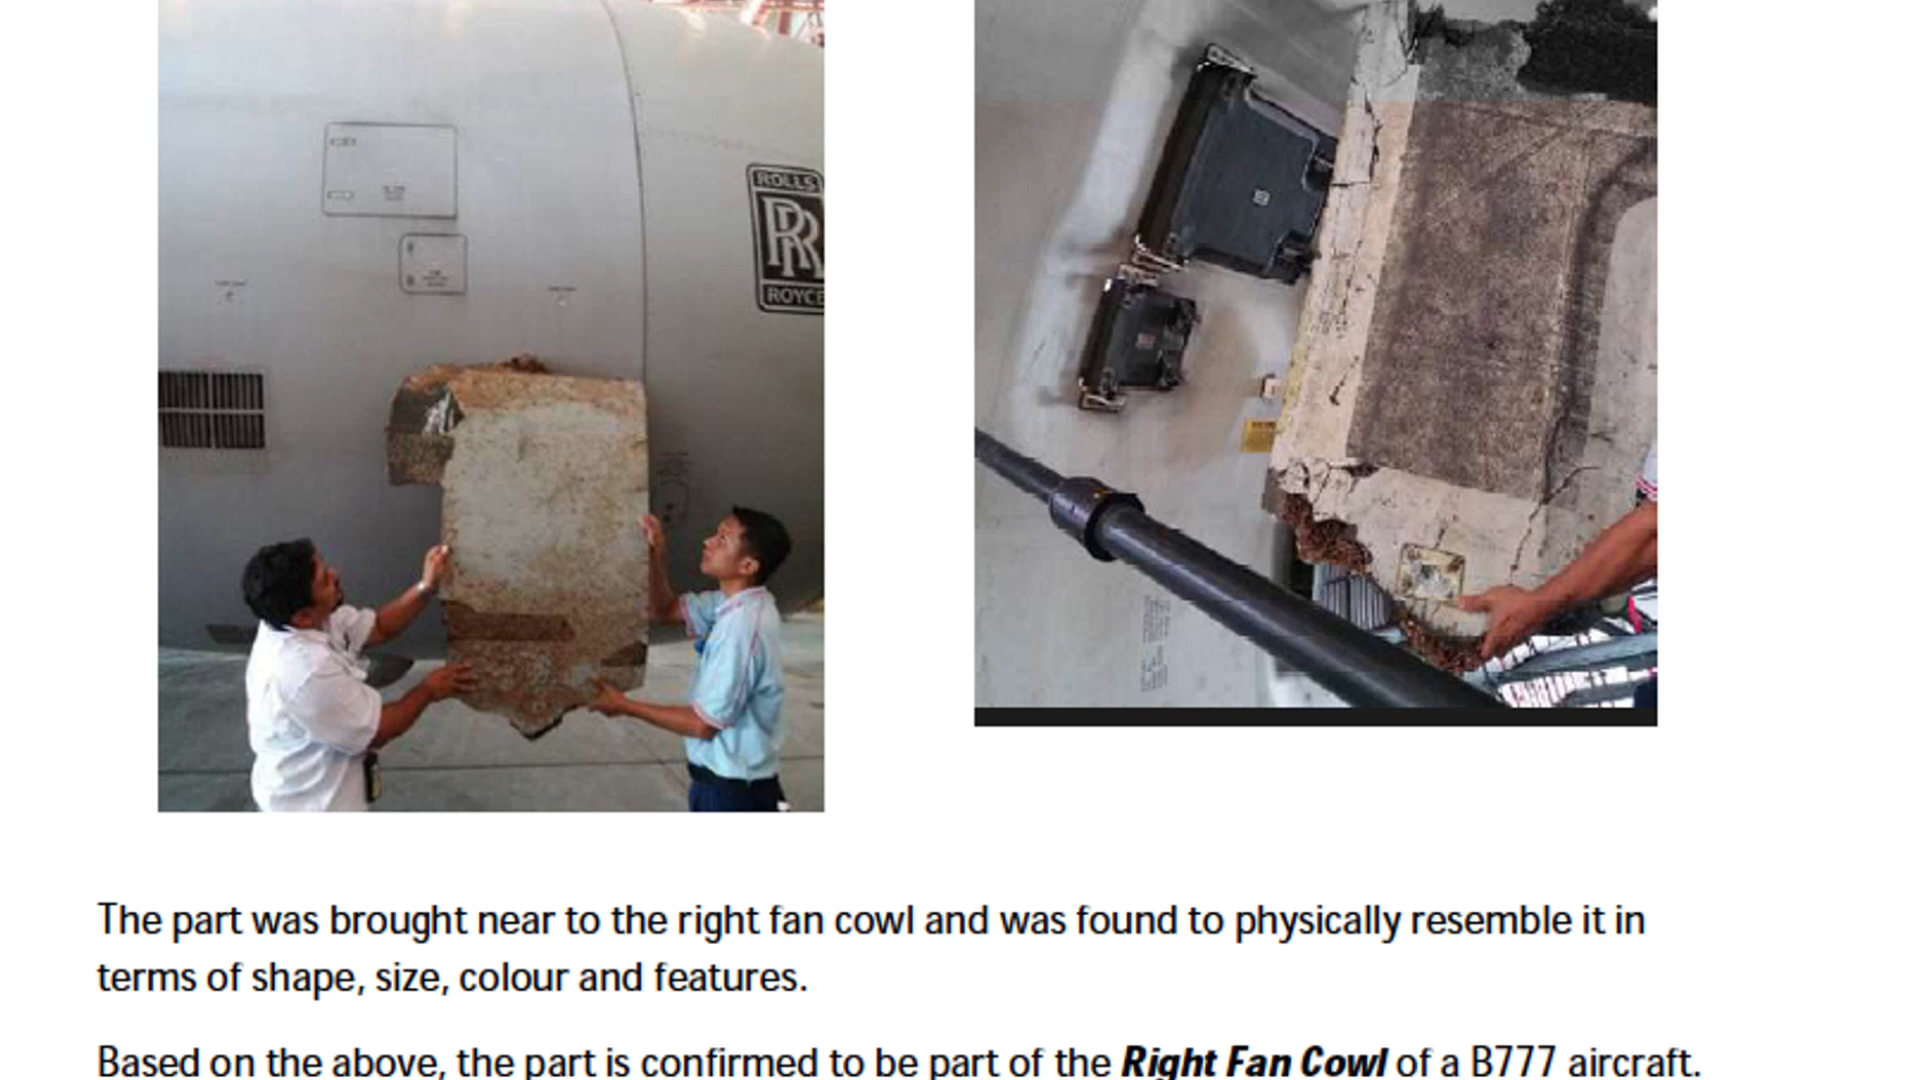 ROLLS
RR
ROYCE
The part was brought near to the right fan cowl and was found to physically resemble it in
terms of shape, size, colour and features.
Based on the above, the part is confirmed to be part of the Right Fan Cowl of a B777 aircraft.